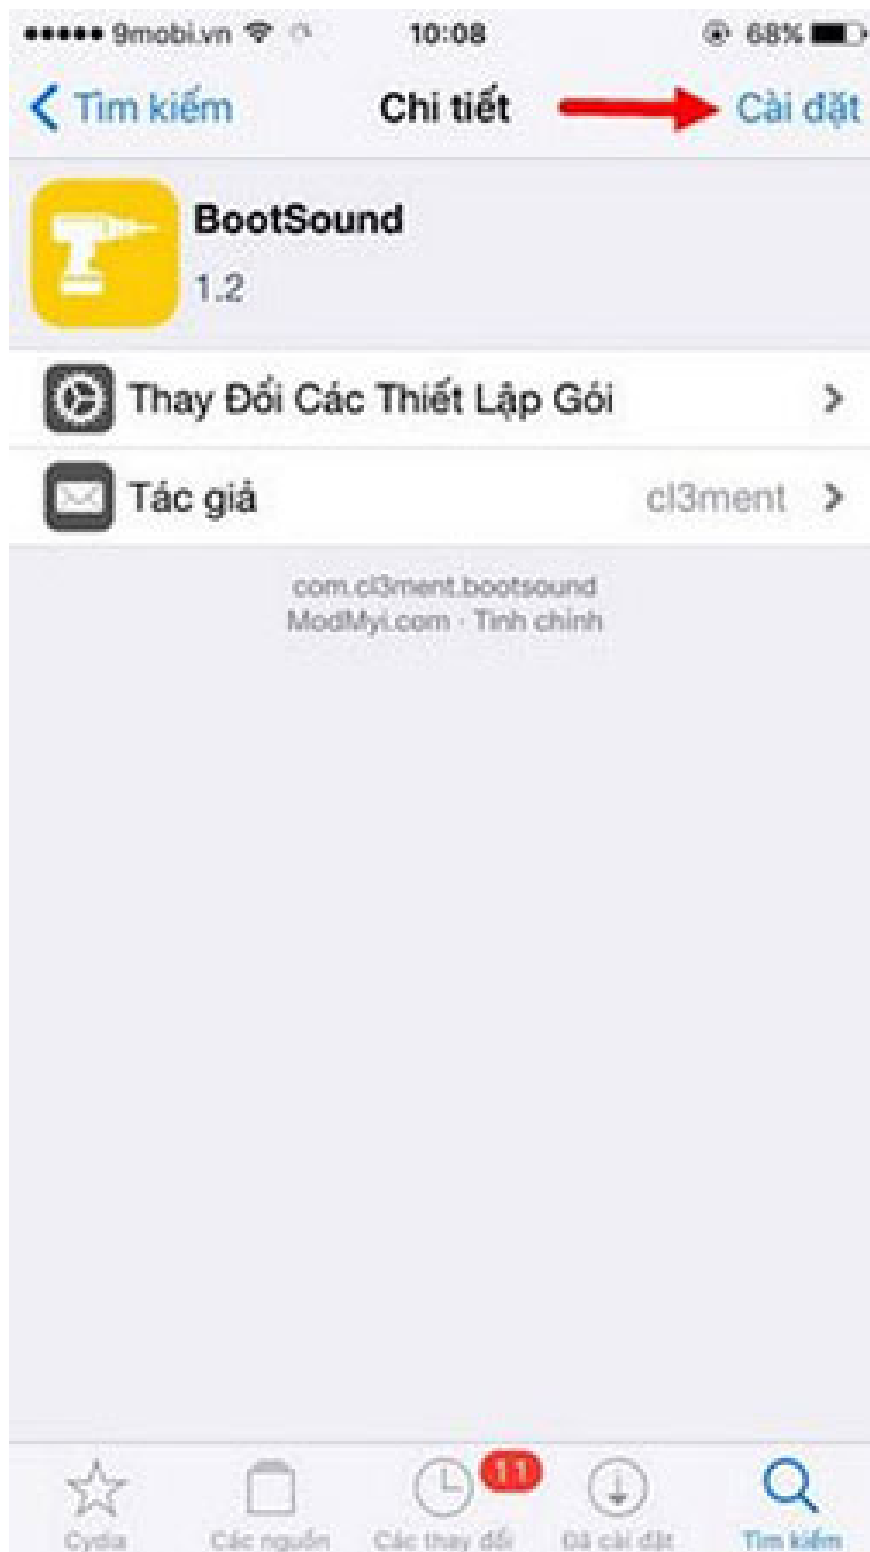 9mobi.vn 10:08 68%
Tìm kiếm Chi tiết Cài đặt
BootSound
1.2
Thay Đổi Các Thiết Lập Gói
Tác giả cl3ment
com.cl3ment.bootsound
ModMyi.com · Tinh chỉnh
11
Cydia Các nguồn Các thay đổi Đã cài đặt Tìm kiếm